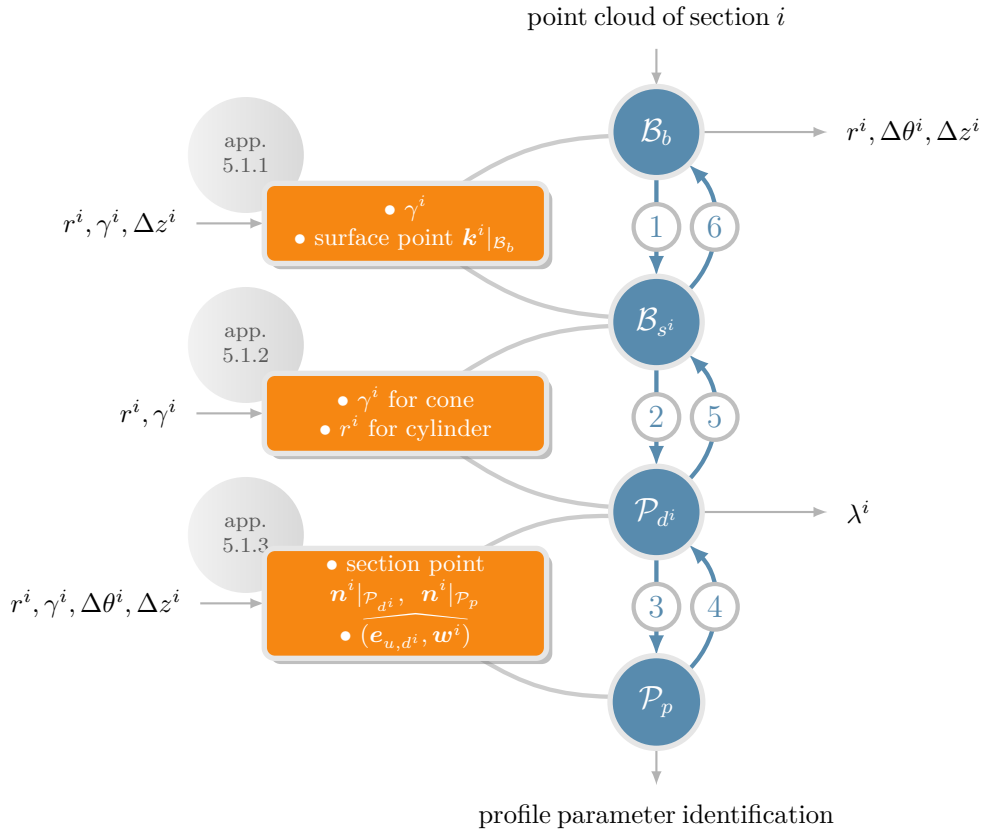 point cloud of section i
app.
5.1.1
ℬ_b
r^i, Δθ^i, Δz^i
r^i, γ^i, Δz^i
• γ^i
• surface point k^i|_{ℬ_b}
1
6
app.
5.1.2
ℬ_{s^i}
r^i, γ^i
• γ^i for cone
• r^i for cylinder
2
5
app.
5.1.3
𝒫_{d^i}
λ^i
r^i, γ^i, Δθ^i, Δz^i
• section point
n^i|_{𝒫_{d^i}}, n^i|_{𝒫_p}
• \widehat{(e_{u,d^i}, w^i)}
3
4
𝒫_p
profile parameter identification